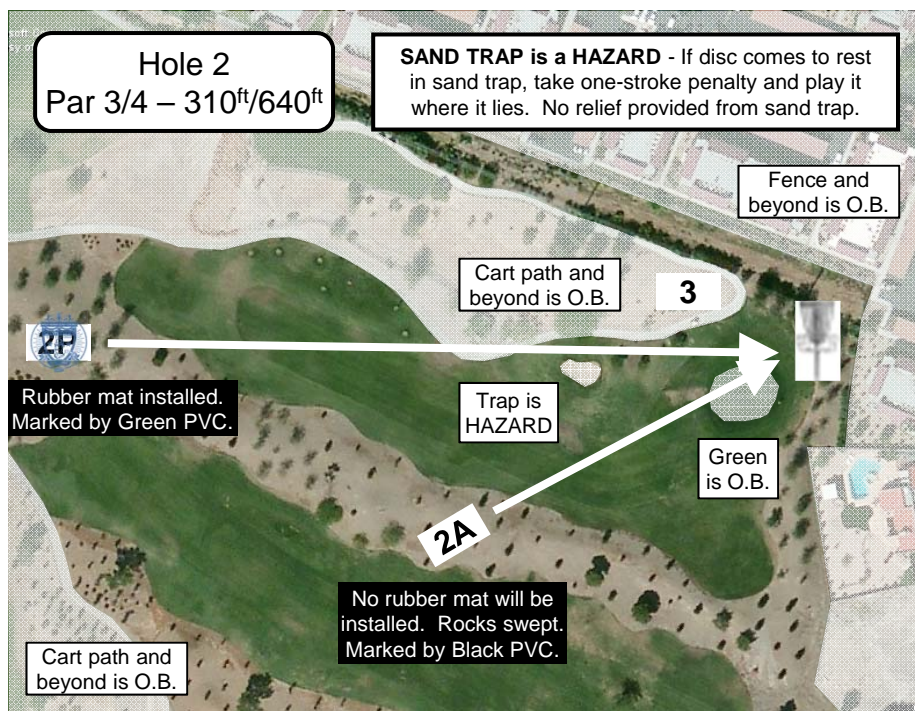 Hole 2
Par 3/4 – 310ft/640ft
SAND TRAP is a HAZARD - If disc comes to rest
in sand trap, take one-stroke penalty and play it
where it lies. No relief provided from sand trap.
Fence and
beyond is O.B.
Cart path and
beyond is O.B.
3
2P
Rubber mat installed.
Marked by Green PVC.
Trap is
HAZARD
Green
is O.B.
2A
No rubber mat will be
installed. Rocks swept.
Marked by Black PVC.
Cart path and
beyond is O.B.